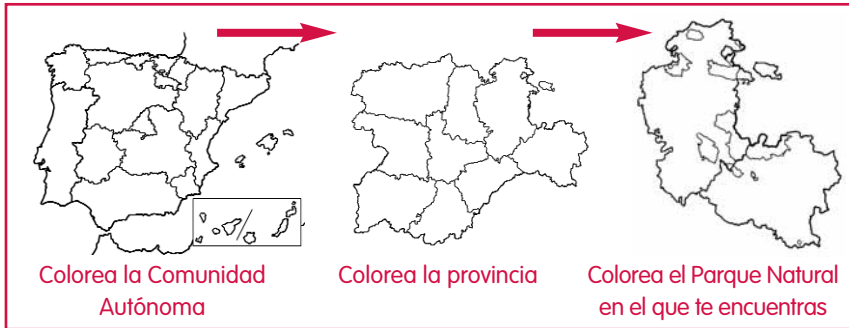 Colorea la Comunidad
Autónoma
Colorea la provincia
Colorea el Parque Natural
en el que te encuentras